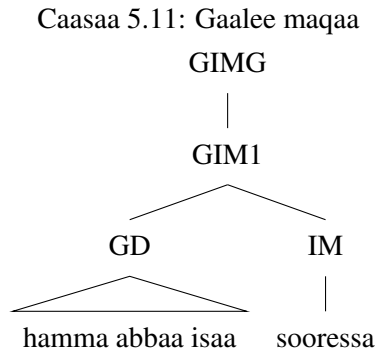 Caasaa 5.11: Gaalee maqaa
GIMG
GIM1
GD IM
hamma abbaa isaa sooressa